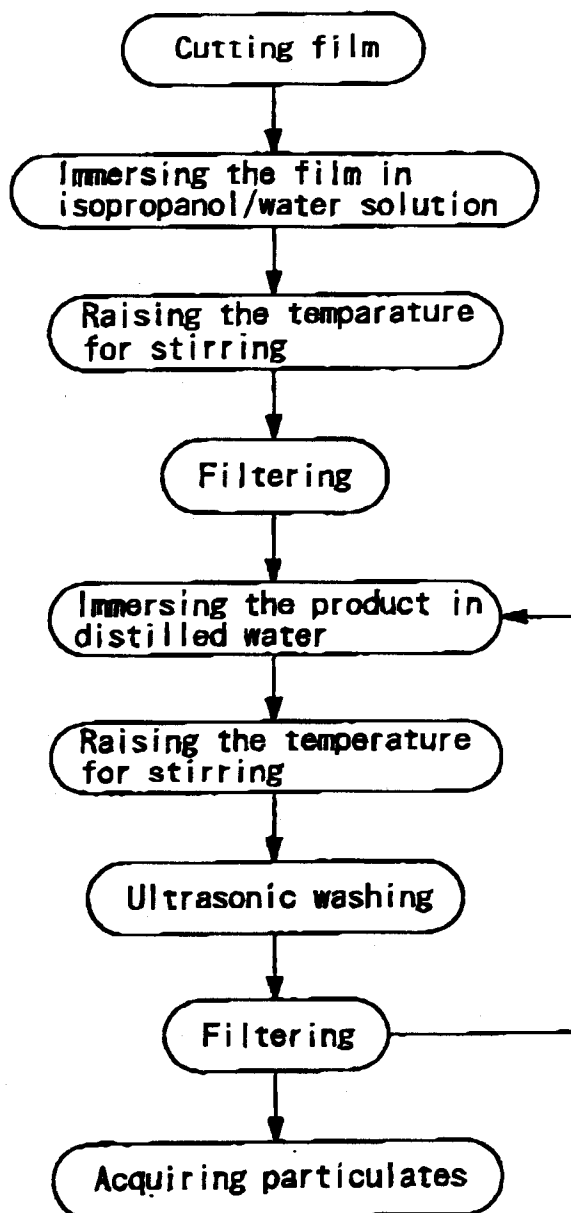 Cutting film
Immersing the film in
isopropanol/water solution
Raising the temparature
for stirring
Filtering
Immersing the product in
distilled water
Raising the temperature
for stirring
Ultrasonic washing
Filtering
Acquiring particulates